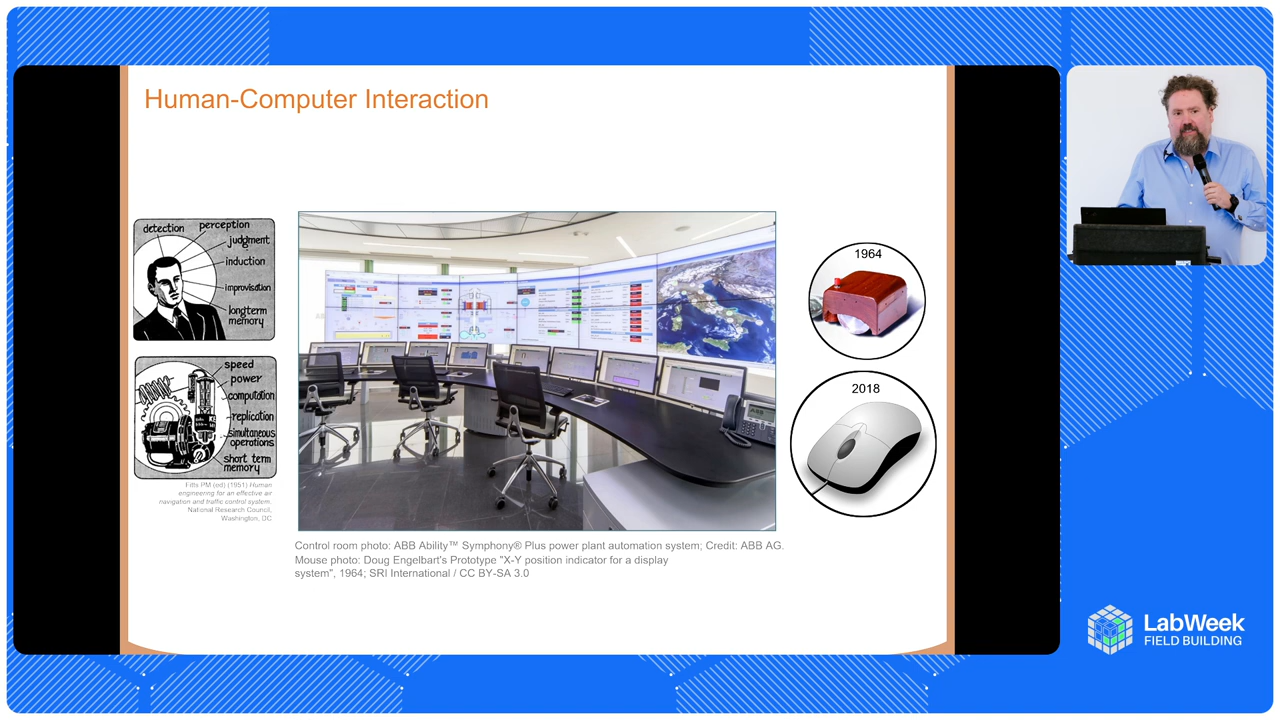 Human-Computer Interaction
detection
perception
judgment
induction
improvisation
longterm
memory
speed
power
computation
replication
simultaneous
operations
short term
memory
Fitts PM (ed) (1951) Human
engineering for an effective air
navigation and traffic control system.
National Research Council,
Washington, DC
1964
2018
Control room photo: ABB Ability™ Symphony® Plus power plant automation system; Credit: ABB AG.
Mouse photo: Doug Engelbart's Prototype "X-Y position indicator for a display
system", 1964; SRI International / CC BY-SA 3.0
LabWeek
FIELD BUILDING